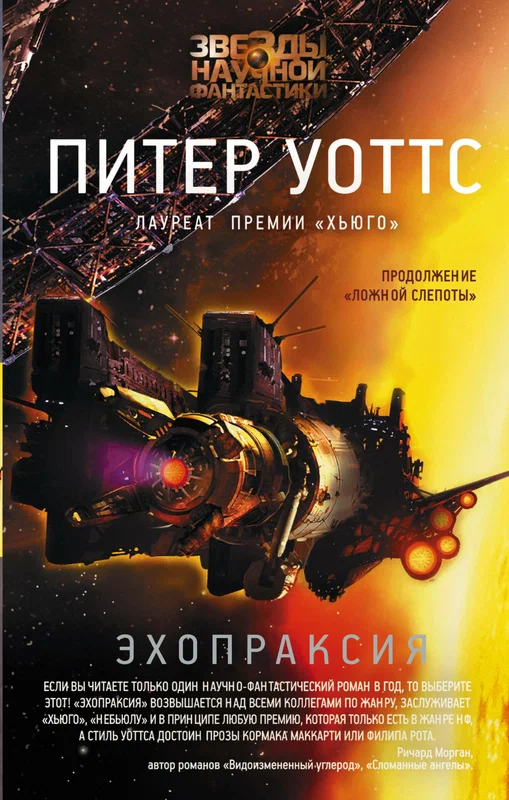 ЗВЕЗДЫ
НАУЧНОЙ
ФАНТАСТИКИ
ПИТЕР УОТТС
ЛАУРЕАТ ПРЕМИИ «ХЬЮГО»
ПРОДОЛЖЕНИЕ
«ЛОЖНОЙ СЛЕПОТЫ»
ЭХОПРАКСИЯ
ЕСЛИ ВЫ ЧИТАЕТЕ ТОЛЬКО ОДИН НАУЧНО-ФАНТАСТИЧЕСКИЙ РОМАН В ГОД, ТО ВЫБЕРИТЕ
ЭТОТ! «ЭХОПРАКСИЯ» ВОЗВЫШАЕТСЯ НАД ВСЕМИ КОЛЛЕГАМИ ПО ЖАНРУ, ЗАСЛУЖИВАЕТ
«ХЬЮГО», «НЕБЬЮЛУ» И В ПРИНЦИПЕ ЛЮБУЮ ПРЕМИЮ, КОТОРАЯ ТОЛЬКО ЕСТЬ В ЖАНРЕ НФ,
А СТИЛЬ УОТТСА ДОСТОИН ПРОЗЫ КОРМАКА МАККАРТИ ИЛИ ФИЛИПА РОТА.
Ричард Морган,
автор романов «Видоизмененный углерод», «Сломанные ангелы».